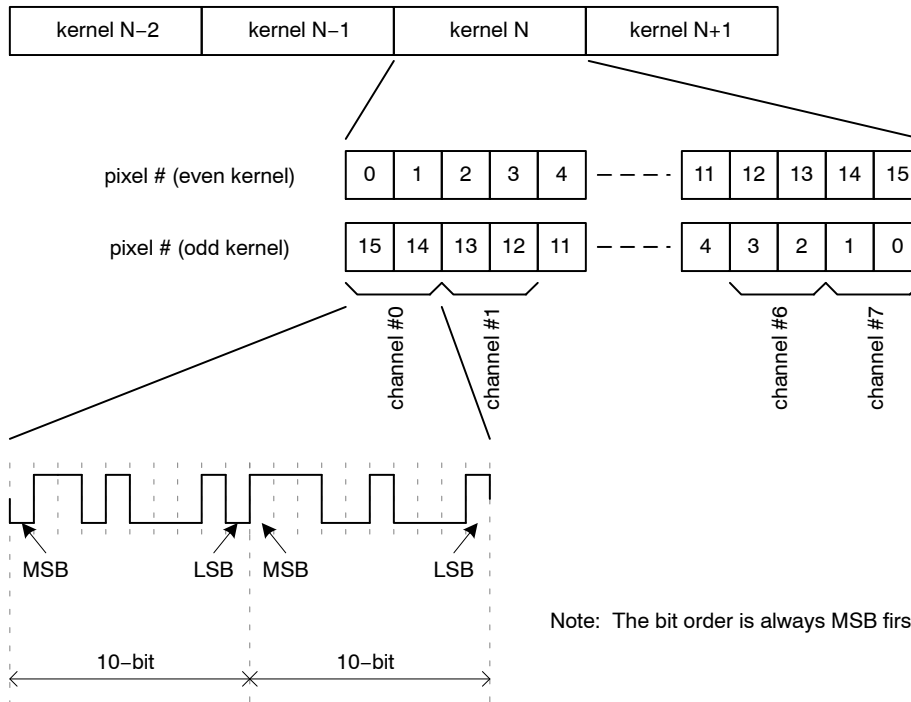 kernel N−2 kernel N−1 kernel N kernel N+1
pixel # (even kernel) 0 1 2 3 4 11 12 13 14 15
pixel # (odd kernel) 15 14 13 12 11 4 3 2 1 0
channel #0 channel #1 channel #6 channel #7
MSB LSB MSB LSB
Note: The bit order is always MSB firs
10−bit 10−bit